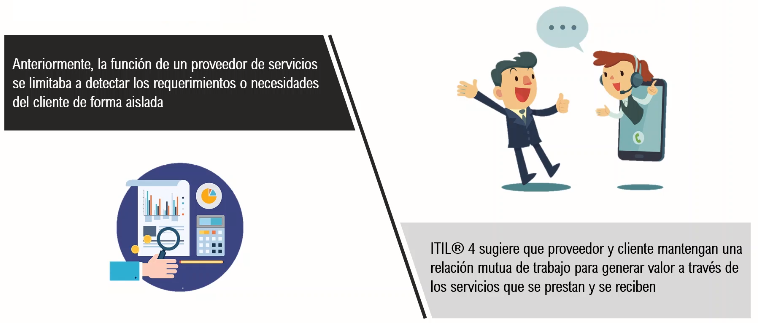 Anteriormente, la función de un proveedor de servicios
se limitaba a detectar los requerimientos o necesidades
del cliente de forma aislada
ITIL® 4 sugiere que proveedor y cliente mantengan una
relación mutua de trabajo para generar valor a través de
los servicios que se prestan y se reciben